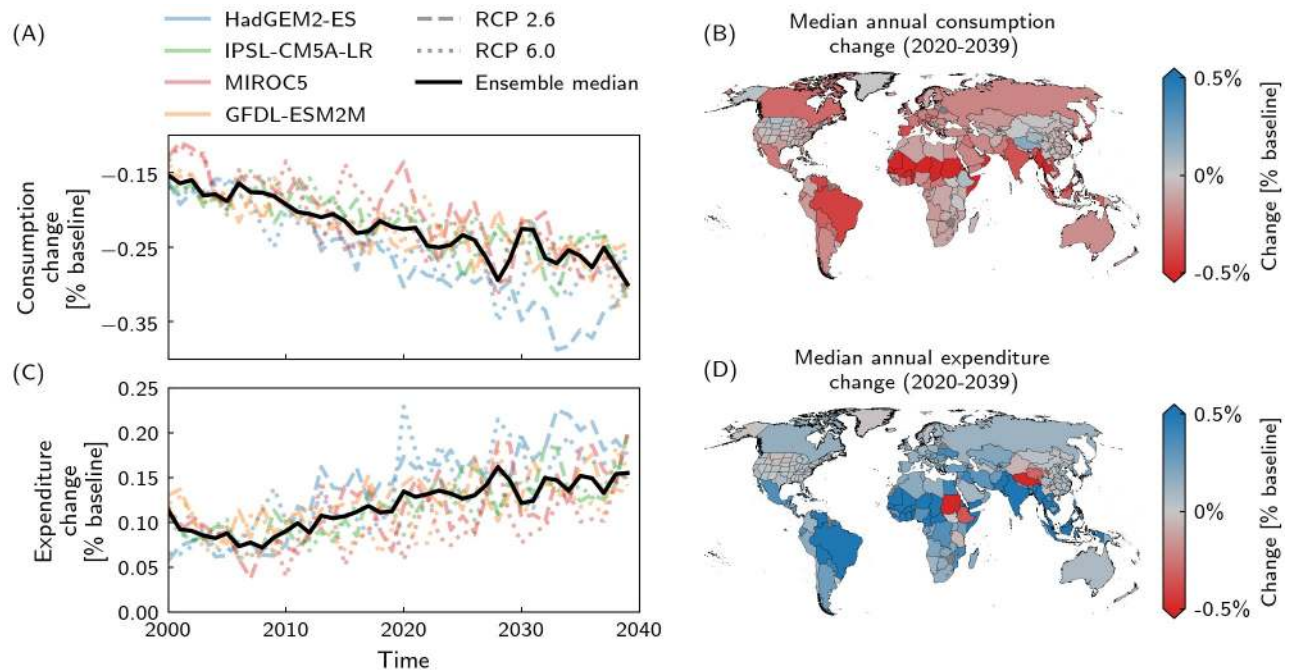 (A)
HadGEM2-ES
IPSL-CM5A-LR
MIROC5
GFDL-ESM2M
RCP 2.6
RCP 6.0
Ensemble median
−0.15
−0.25
−0.35
Consumption
change
[% baseline]
(B)
Median annual consumption
change (2020-2039)
0.5%
0%
-0.5%
Change [% baseline]
(C)
0.25
0.20
0.15
0.10
0.05
0.00
Expenditure
change
[% baseline]
2000
2010
2020
2030
2040
Time
(D)
Median annual expenditure
change (2020-2039)
0.5%
0%
-0.5%
Change [% baseline]